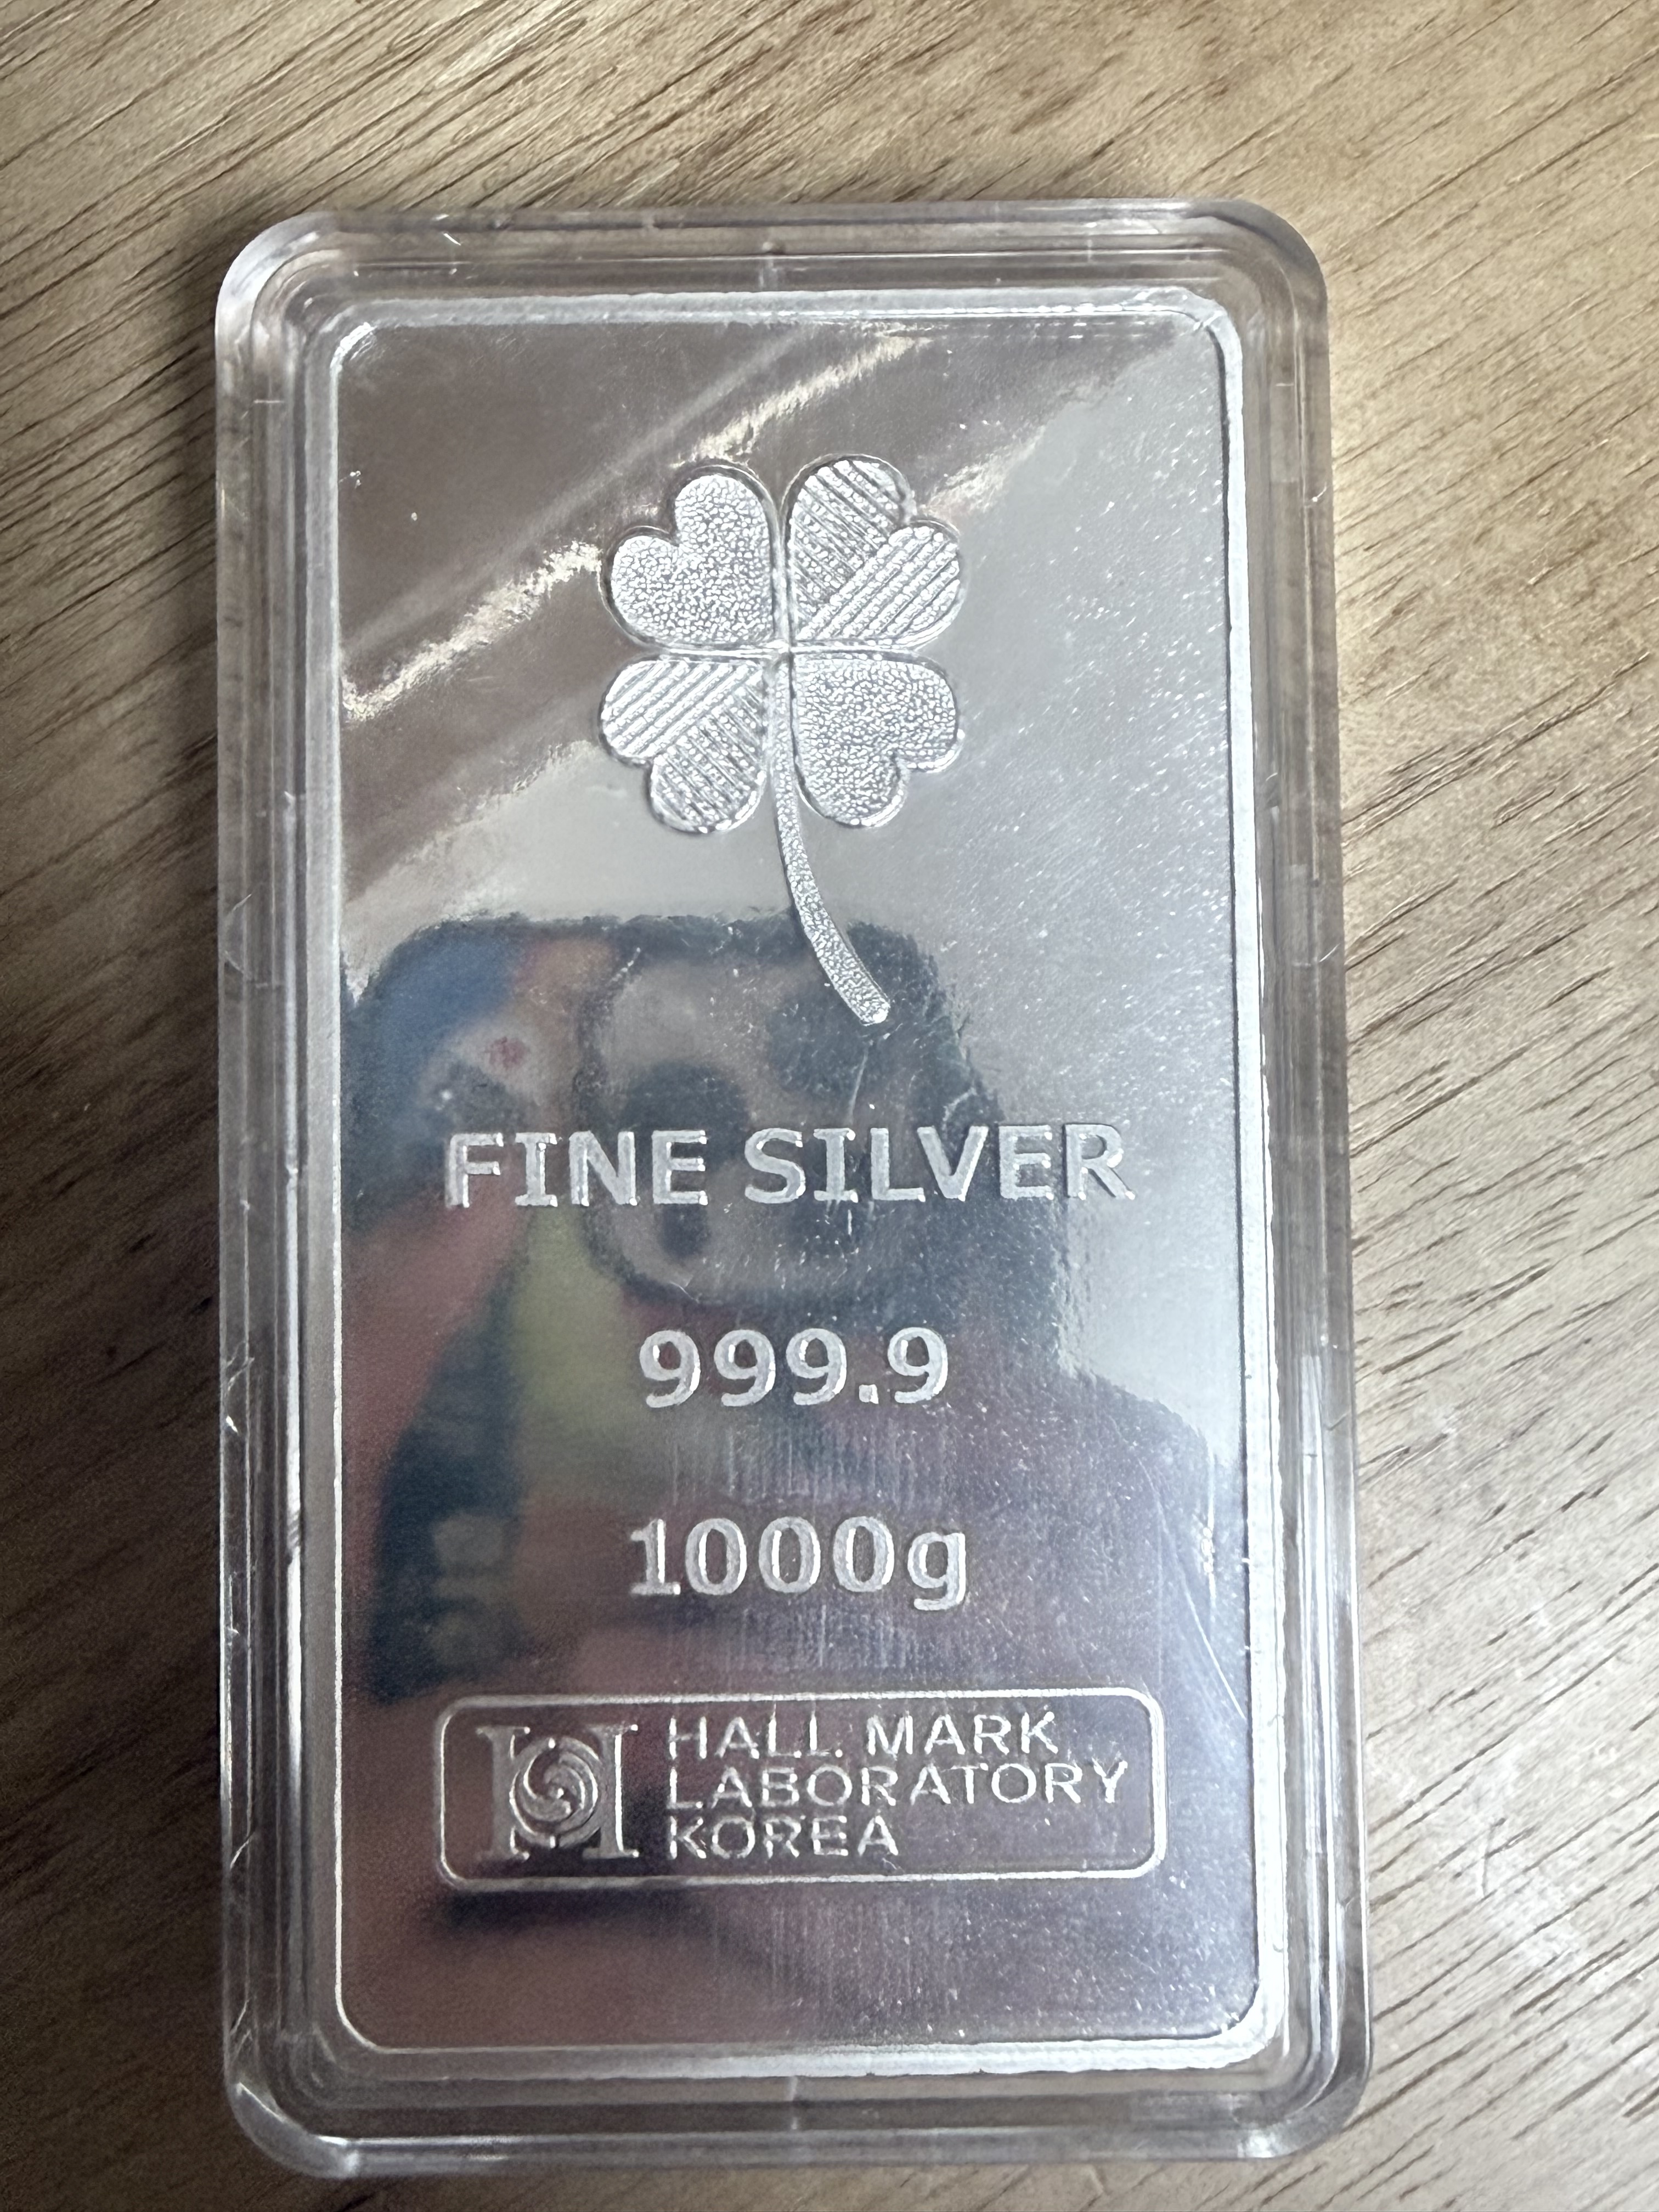 FINE SILVER
999.9
1000g
HALL MARK
LABORATORY
KOREA